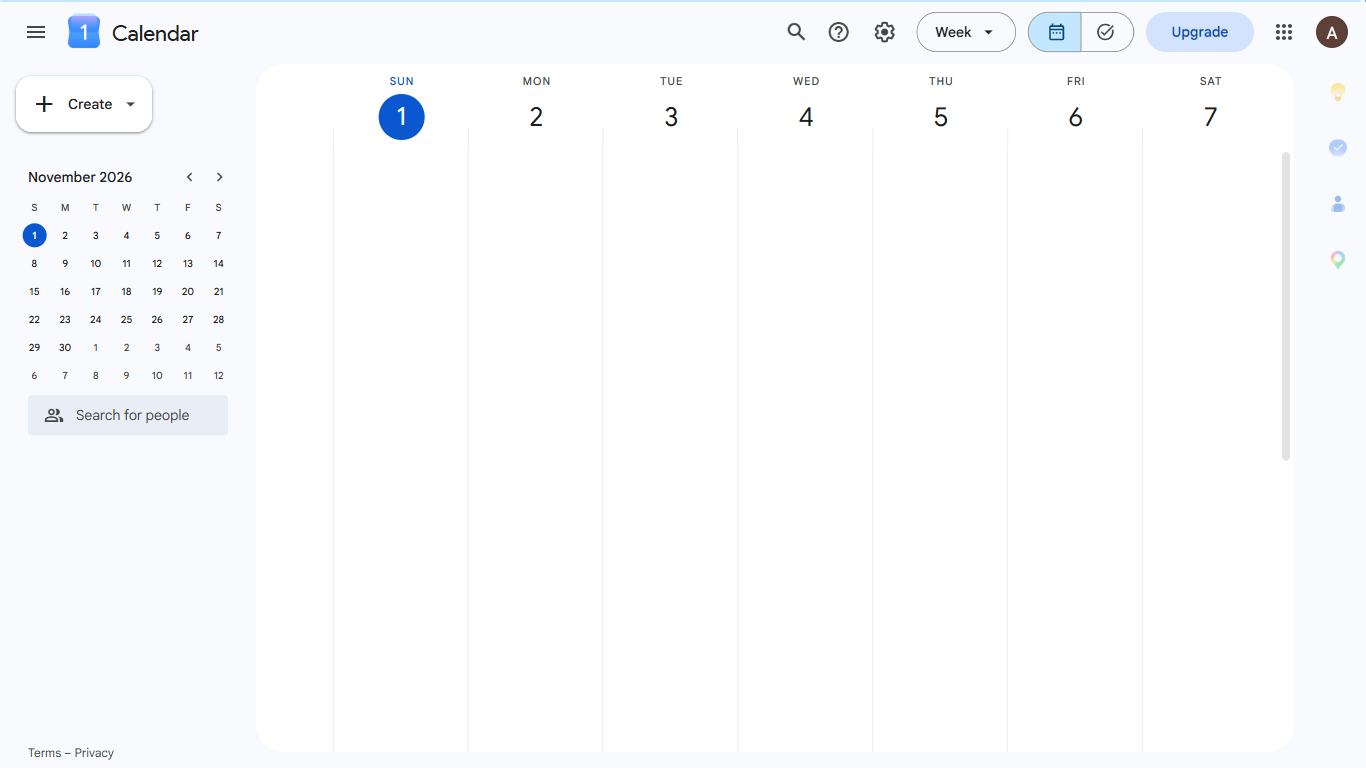 1 Calendar Week Upgrade A
Create
November 2026
S M T W T F S
1 2 3 4 5 6 7
8 9 10 11 12 13 14
15 16 17 18 19 20 21
22 23 24 25 26 27 28
29 30 1 2 3 4 5
6 7 8 9 10 11 12
Search for people
Terms – Privacy
SUN MON TUE WED THU FRI SAT
1 2 3 4 5 6 7